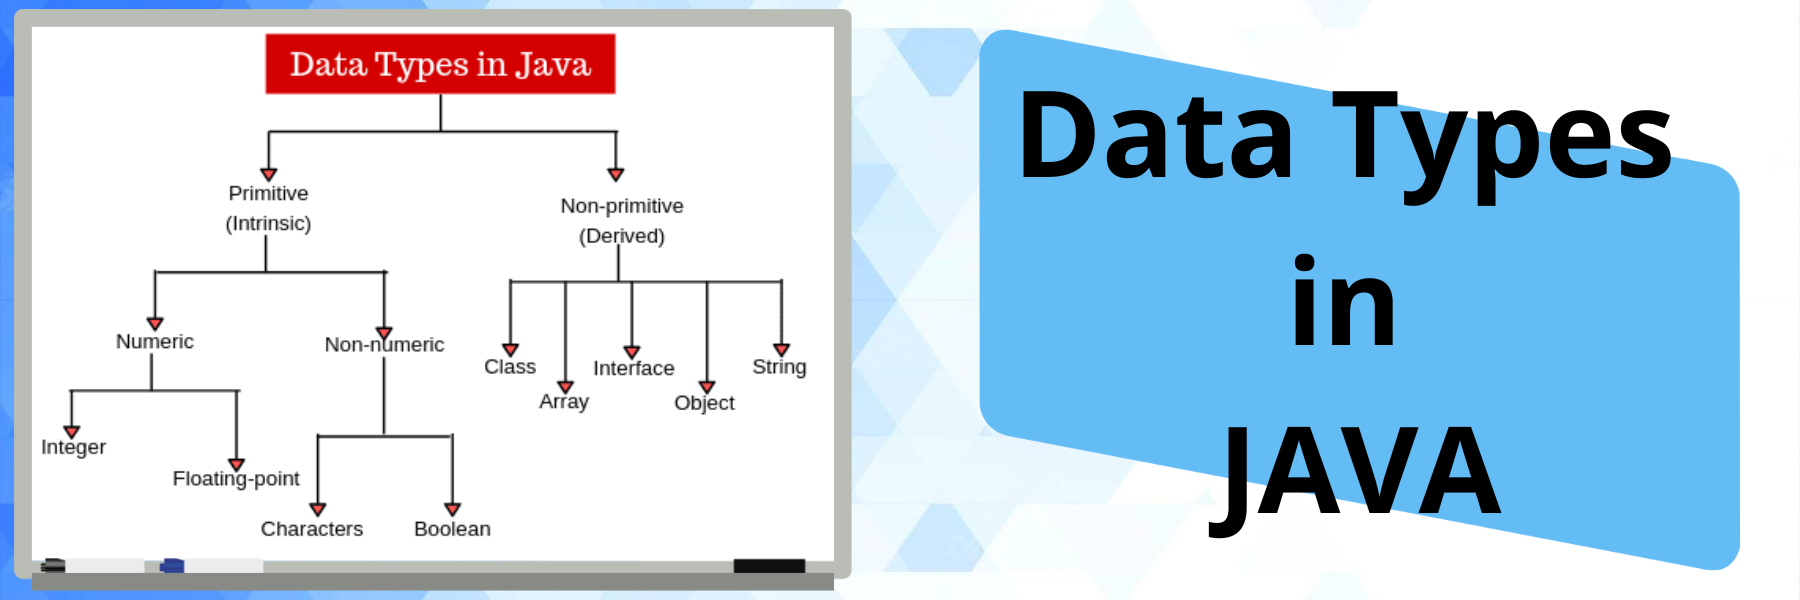 Data Types in Java
Primitive
(Intrinsic)
Non-primitive
(Derived)
Numeric
Non-numeric
Class
Interface
String
Array
Object
Integer
Floating-point
Characters
Boolean
Data Types
in
JAVA